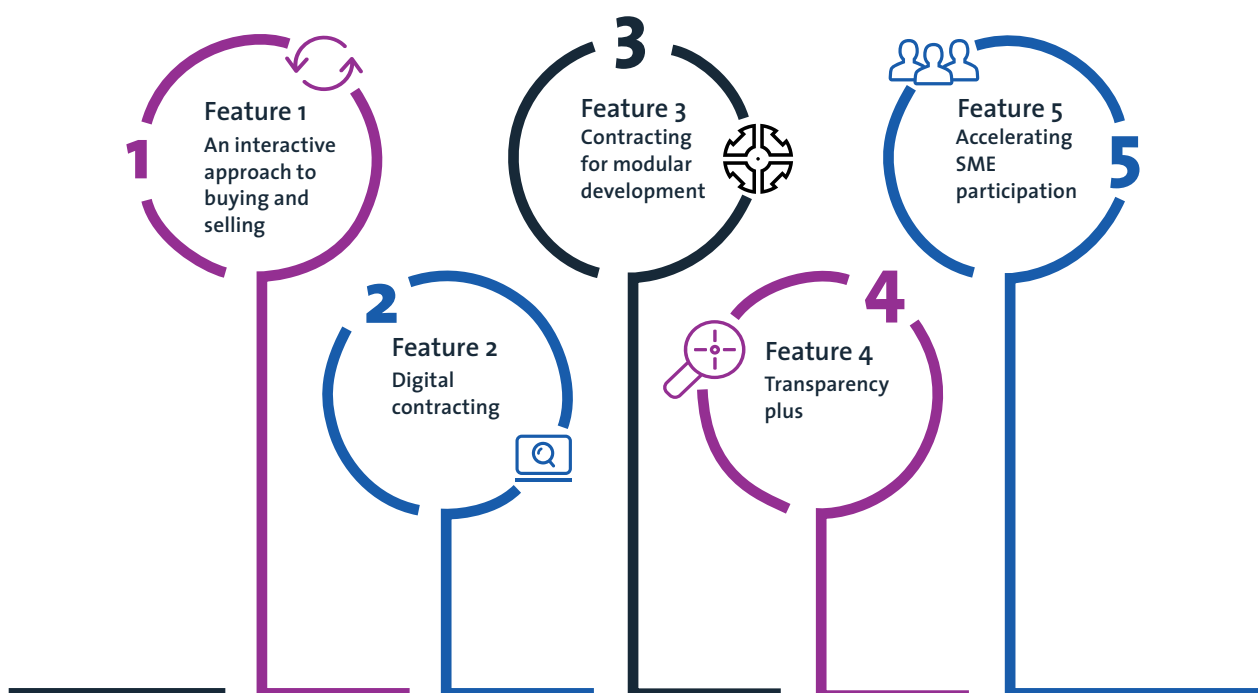 1
Feature 1
An interactive
approach to
buying and
selling
2
Feature 2
Digital
contracting
3
Feature 3
Contracting
for modular
development
4
Feature 4
Transparency
plus
5
Feature 5
Accelerating
SME
participation